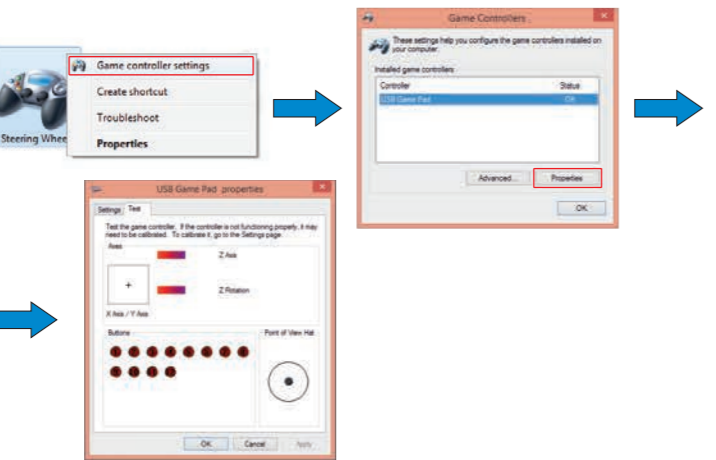 Game controller settings
Create shortcut
Troubleshoot
Properties
Steering Whee
Game Controllers
These settings help you configure the game controllers installed on
your computer.
Installed game controllers
Controller Status
USB Game Pad OK
Advanced... Properties
OK
USB Game Pad properties
Settings Test
Test the game controller. If the controller is not functioning properly, it may
need to be calibrated. To calibrate it, go to the Settings page.
Axes
Z Axis
Z Rotation
X Axis / Y Axis
Buttons
Point of View Hat
OK Cancel Apply